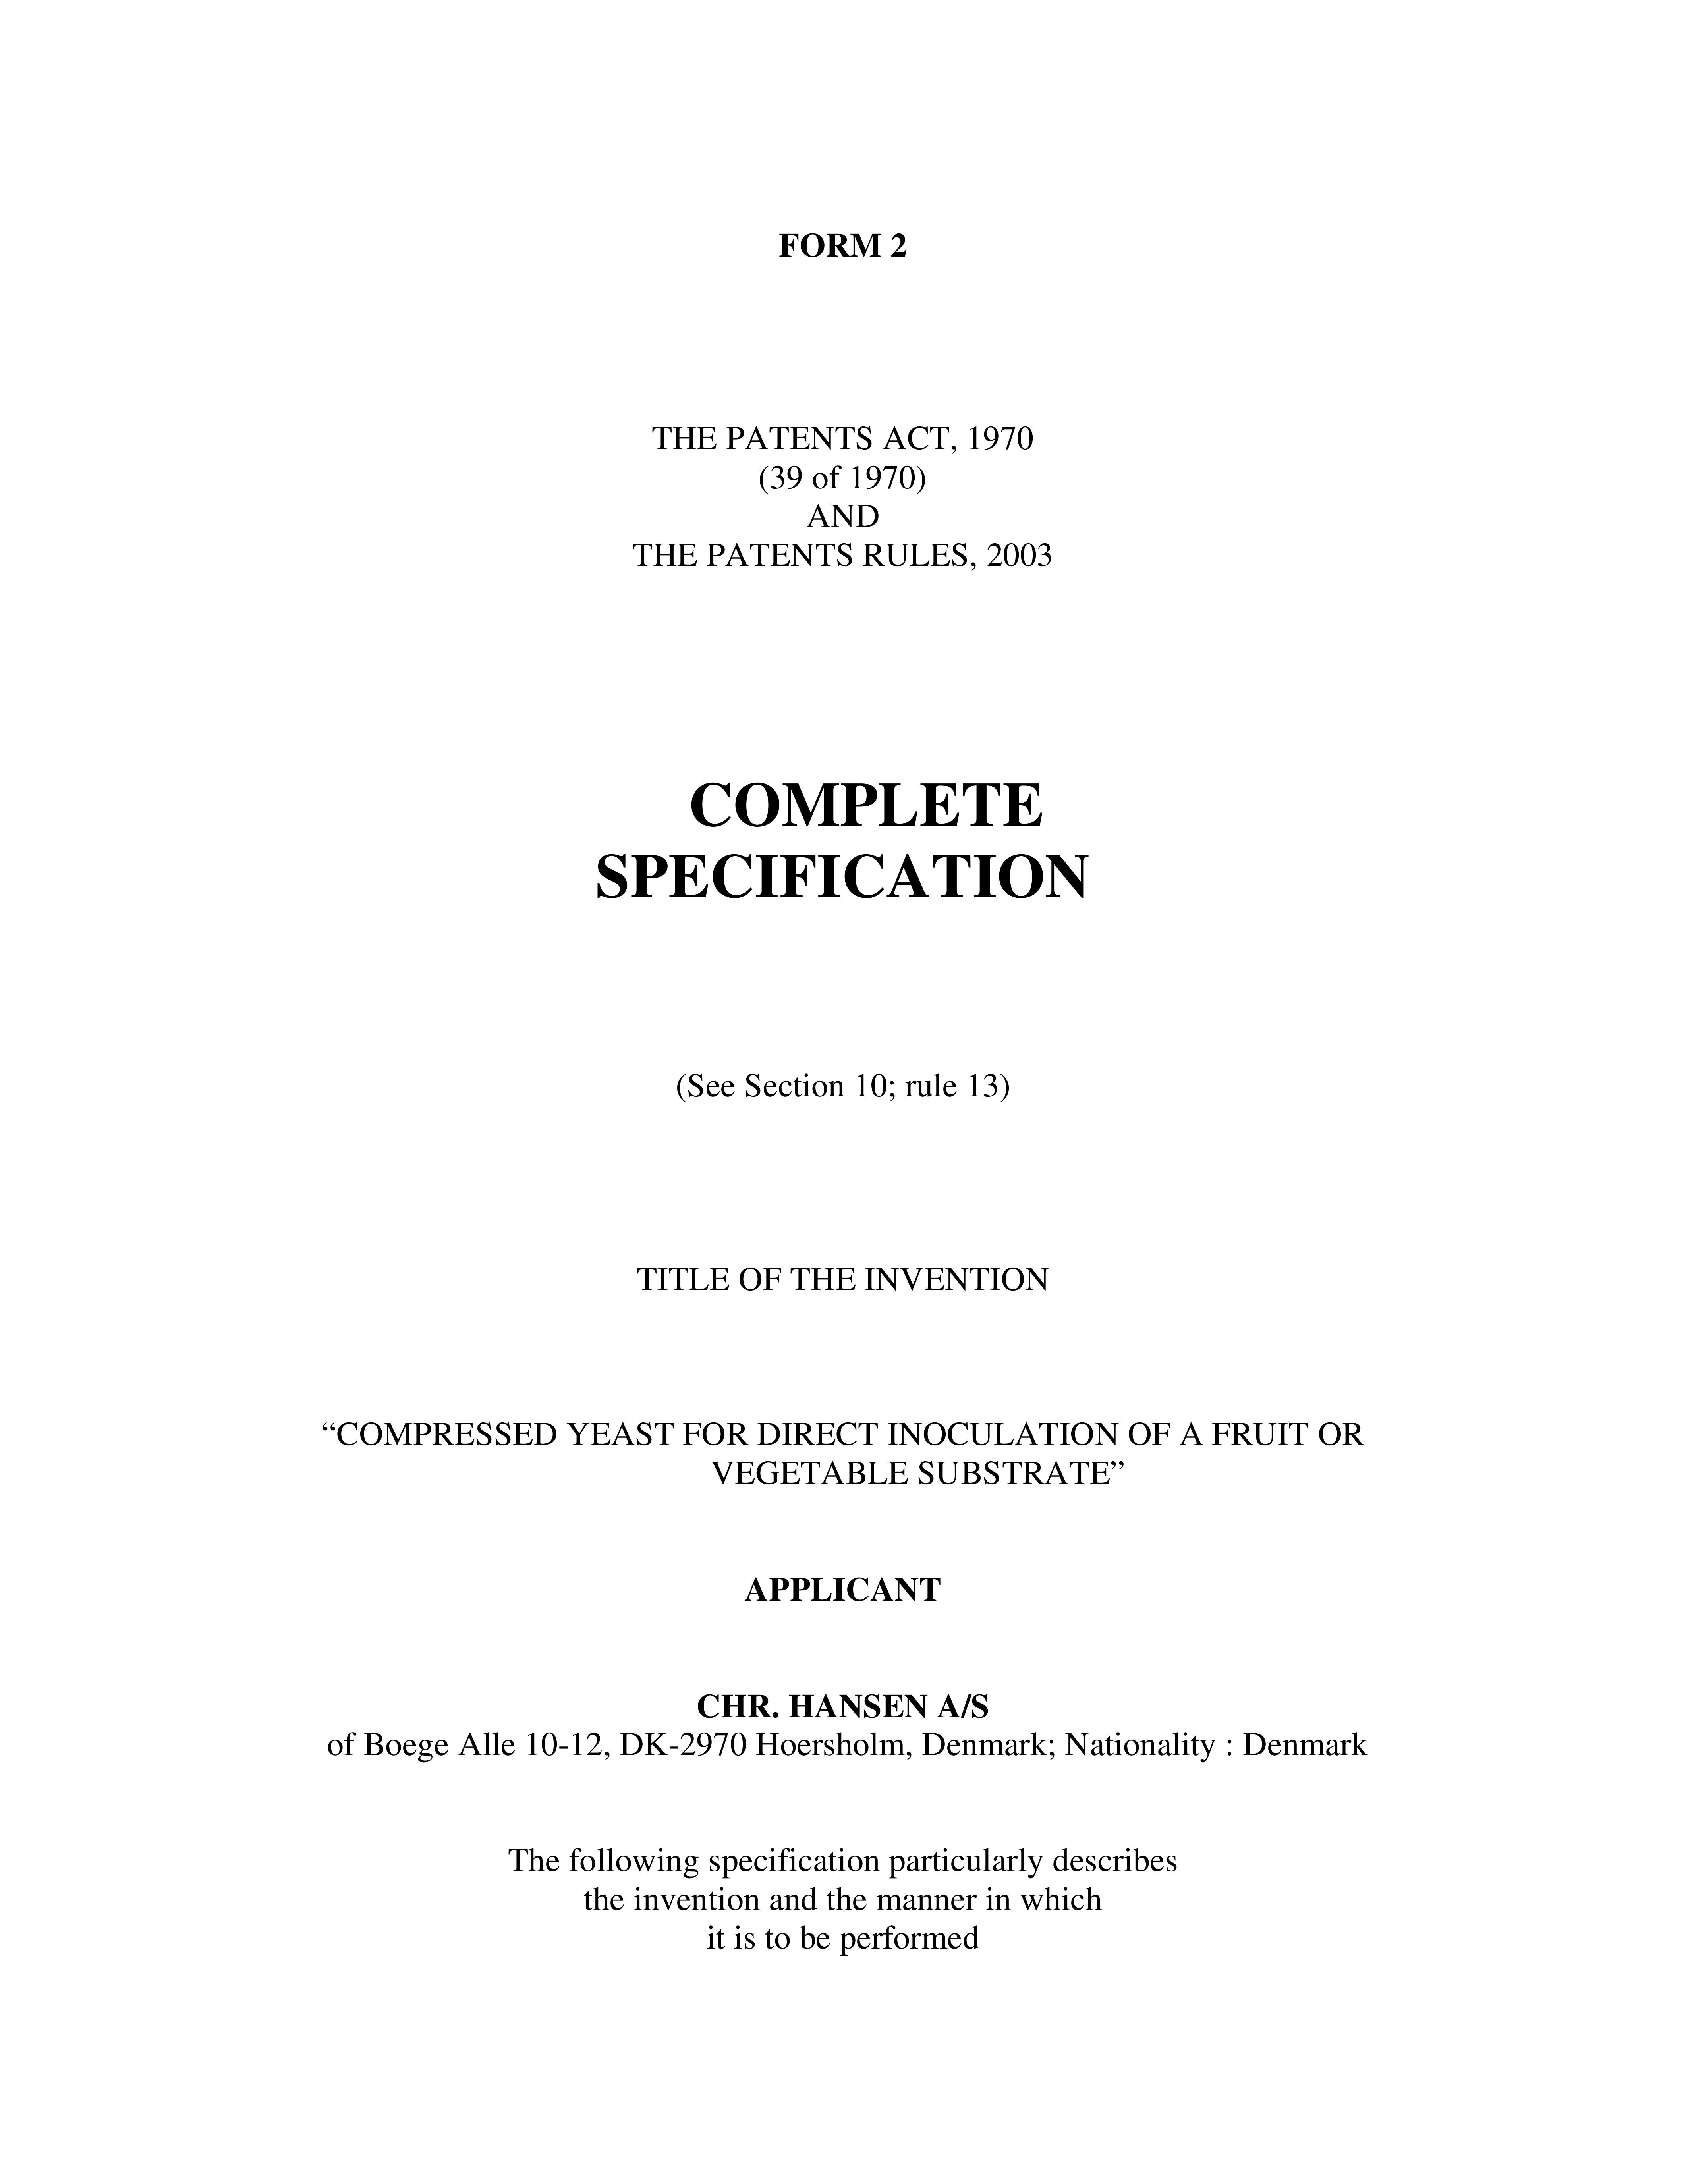 FORM 2
THE PATENTS ACT, 1970
(39 of 1970)
AND
THE PATENTS RULES, 2003
COMPLETE
SPECIFICATION
(See Section 10; rule 13)
TITLE OF THE INVENTION
“COMPRESSED YEAST FOR DIRECT INOCULATION OF A FRUIT OR
VEGETABLE SUBSTRATE”
APPLICANT
CHR. HANSEN A/S
of Boege Alle 10-12, DK-2970 Hoersholm, Denmark; Nationality : Denmark
The following specification particularly describes
the invention and the manner in which
it is to be performed